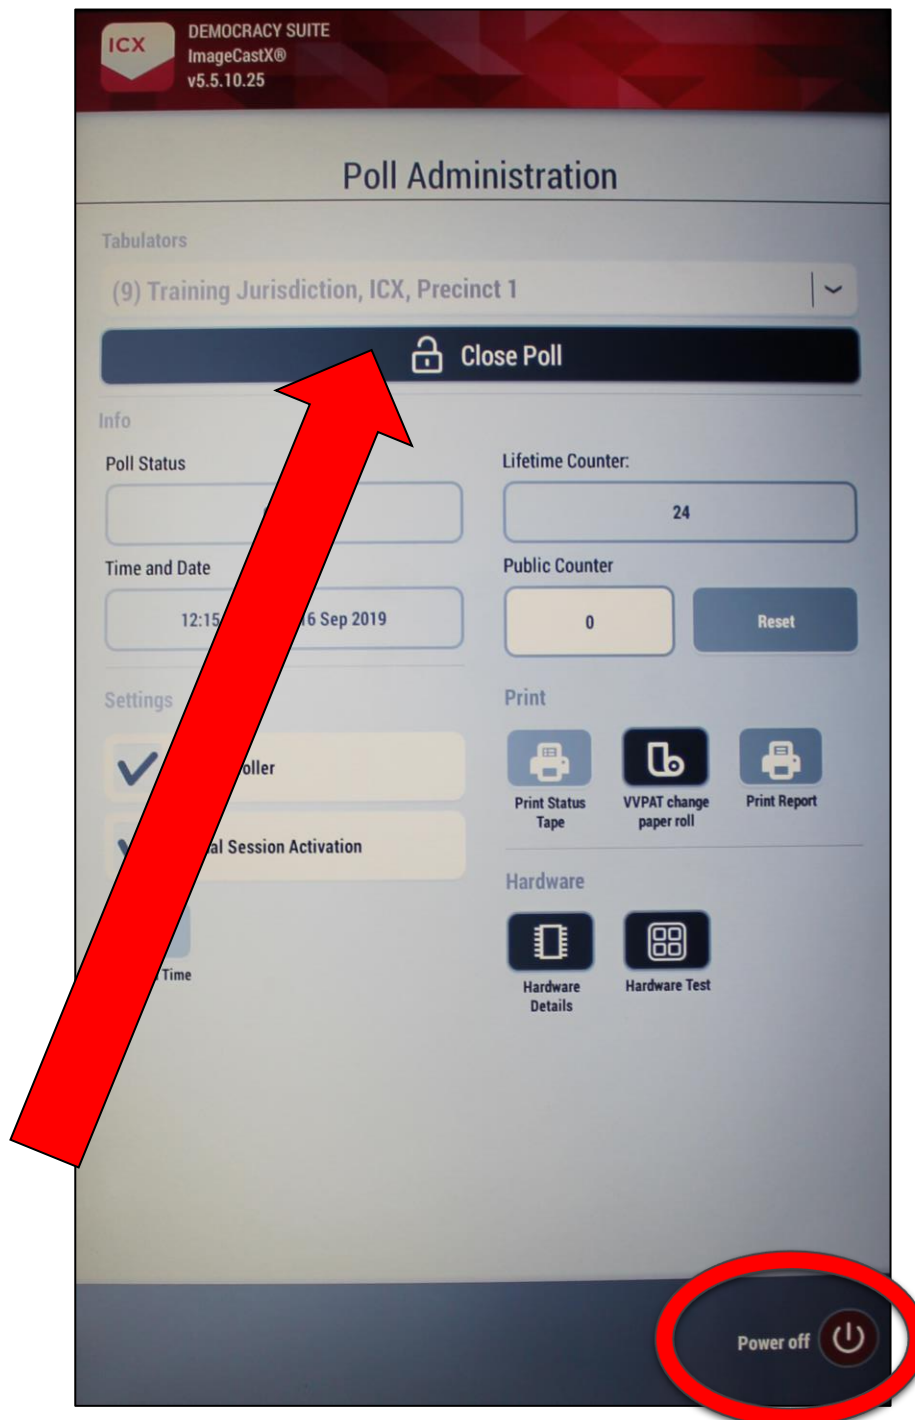 ICX
DEMOCRACY SUITE
ImageCastX®
v5.5.10.25
Poll Administration
Tabulators
(9) Training Jurisdiction, ICX, Precinct 1
Close Poll
Info
Poll Status
Lifetime Counter:
24
Time and Date
12:15 16 Sep 2019
Public Counter
0
Reset
Settings
Print
Print Status
Tape
VVPAT change
paper roll
Print Report
Session Activation
Hardware
Time
Hardware
Details
Hardware Test
Power off